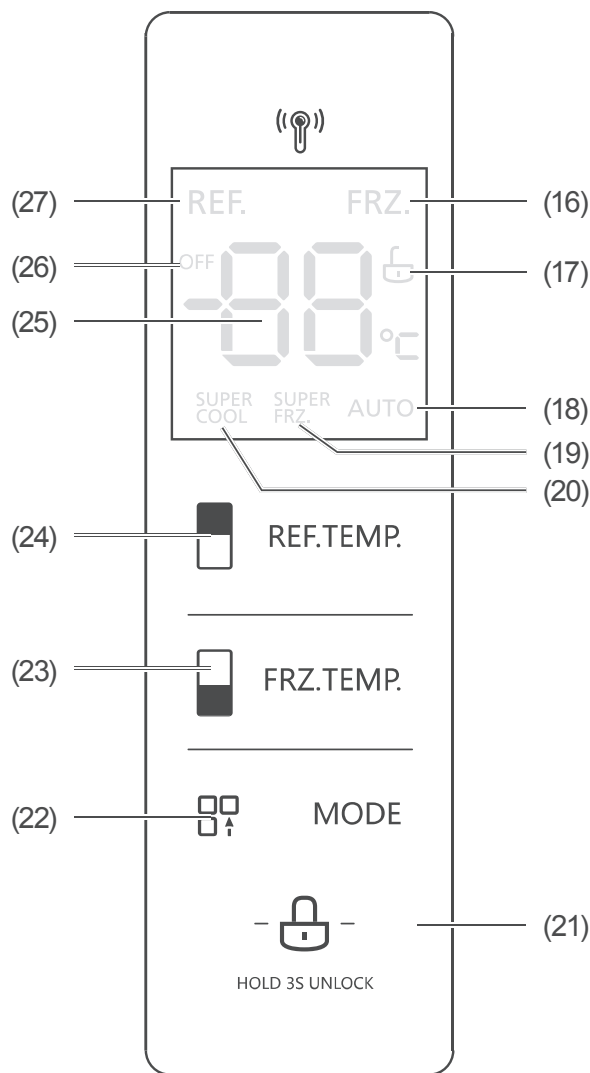 (27) REF. FRZ. (16)
(26) OFF (17)
(25) -88 °C
SUPER COOL SUPER FRZ. AUTO (18)
(19)
(20)
(24) REF.TEMP.
(23) FRZ.TEMP.
(22) MODE
(21)
HOLD 3S UNLOCK